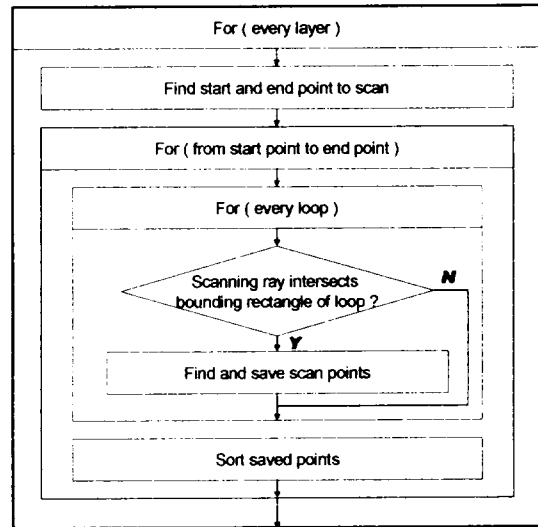 For ( every layer )
Find start and end point to scan
For ( from start point to end point )
For ( every loop )
Scanning ray intersects
bounding rectangle of loop ?
N
Y
Find and save scan points
Sort saved points